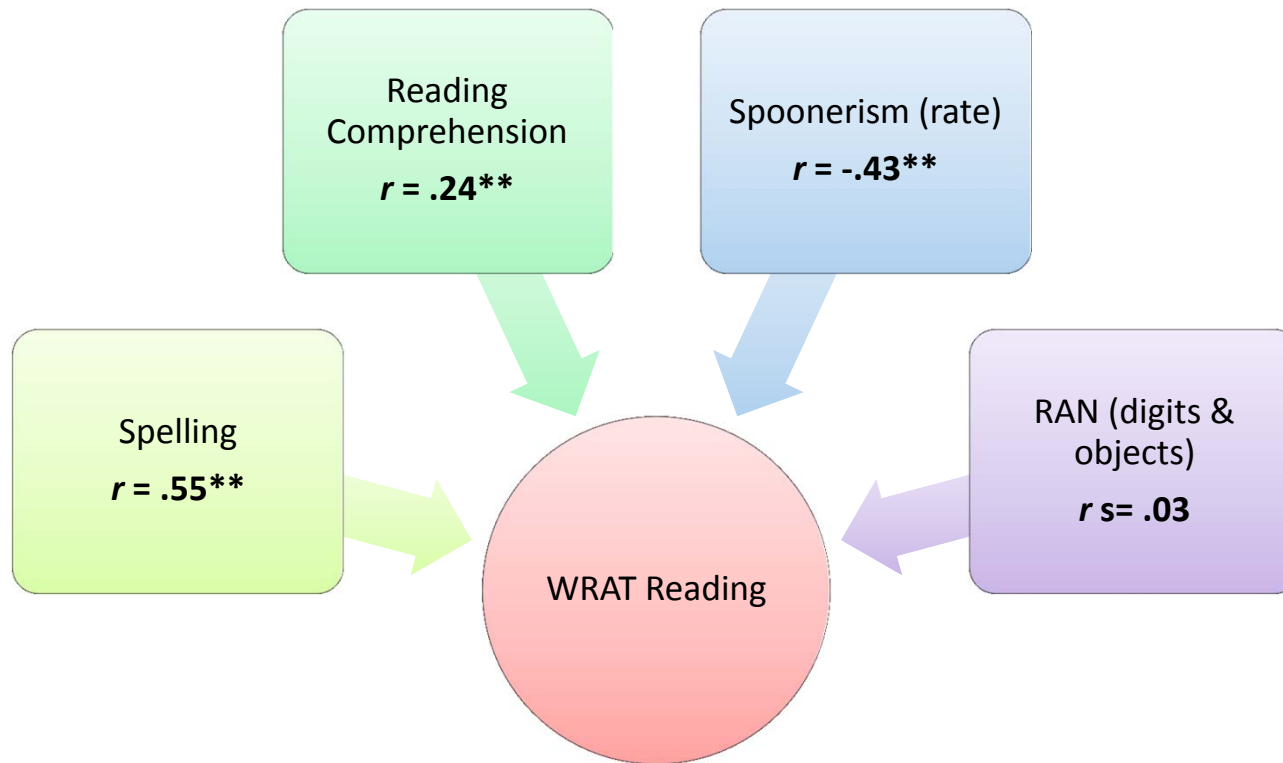 Reading
Comprehension
r = .24**
Spoonerism (rate)
r = -.43**
Spelling
r = .55**
RAN (digits &
objects)
r s= .03
WRAT Reading